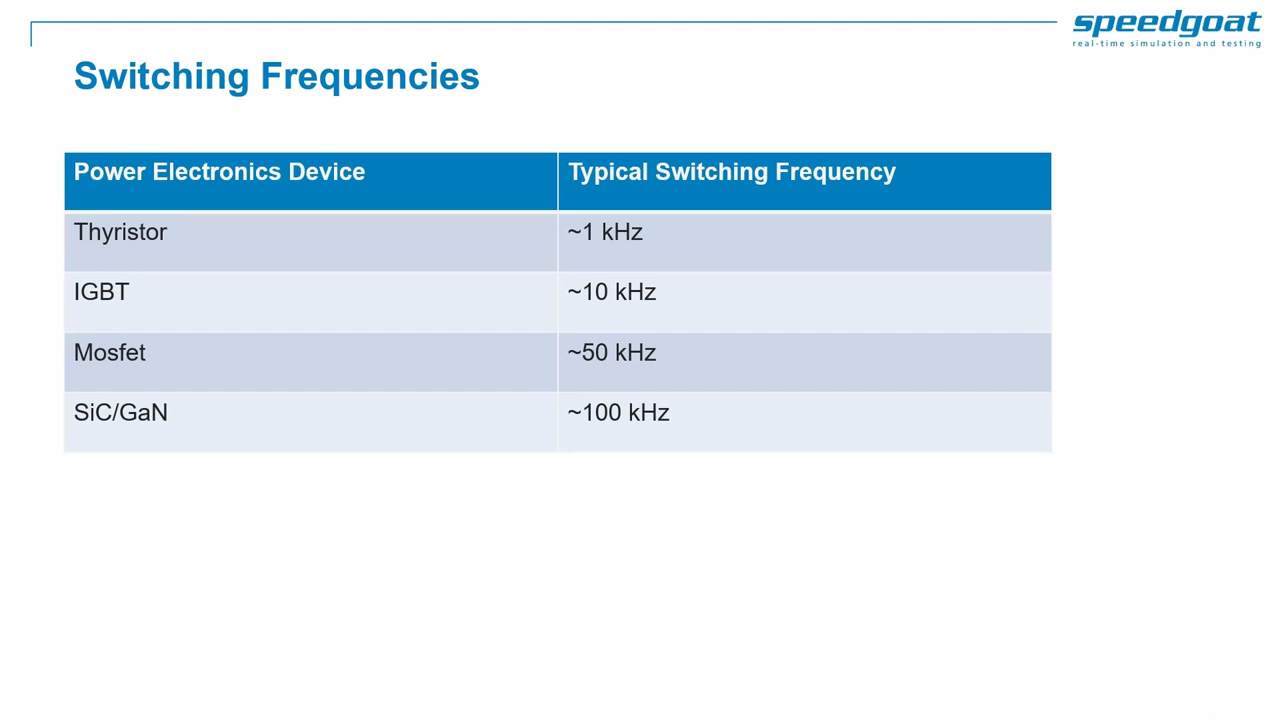 speedgoat
real-time simulation and testing
Switching Frequencies
Power Electronics Device Typical Switching Frequency
Thyristor ~1 kHz
IGBT ~10 kHz
Mosfet ~50 kHz
SiC/GaN ~100 kHz